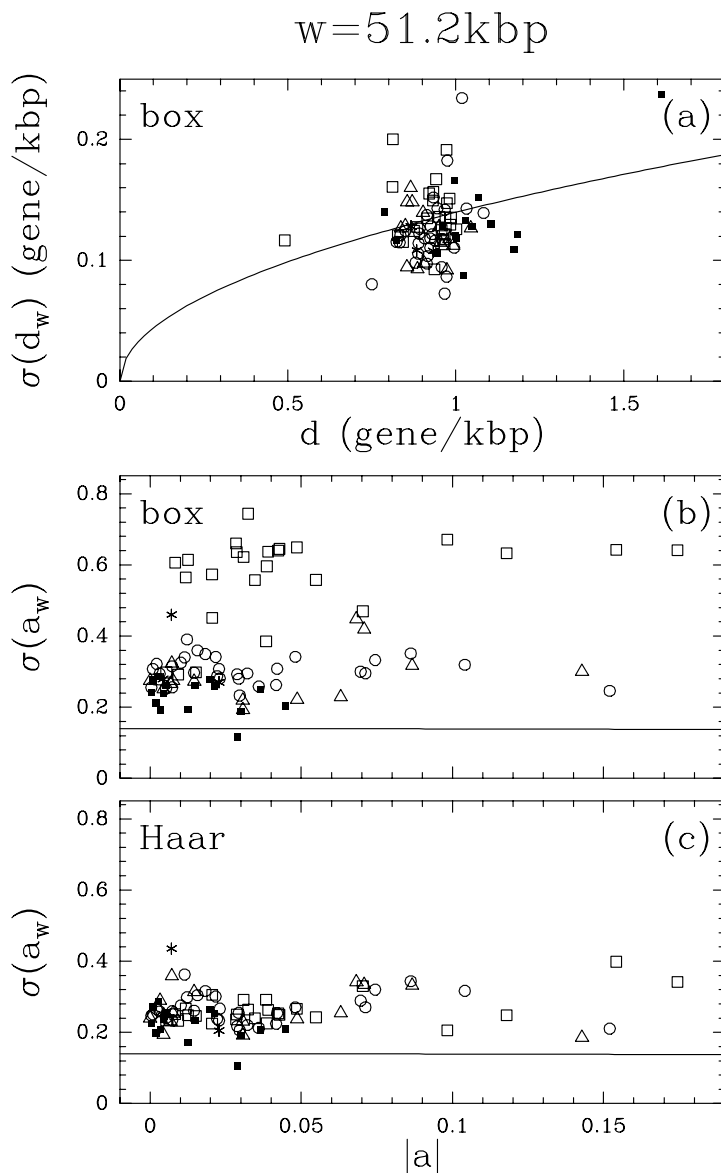 w=51.2kbp
box
(a)
0.2
0.1
0
σ(d_w) (gene/kbp)
0
0.5
1
1.5
d (gene/kbp)
box
(b)
0.8
0.6
0.4
0.2
0
σ(a_w)
Haar
(c)
0.8
0.6
0.4
0.2
0
σ(a_w)
0
0.05
0.1
0.15
|a|